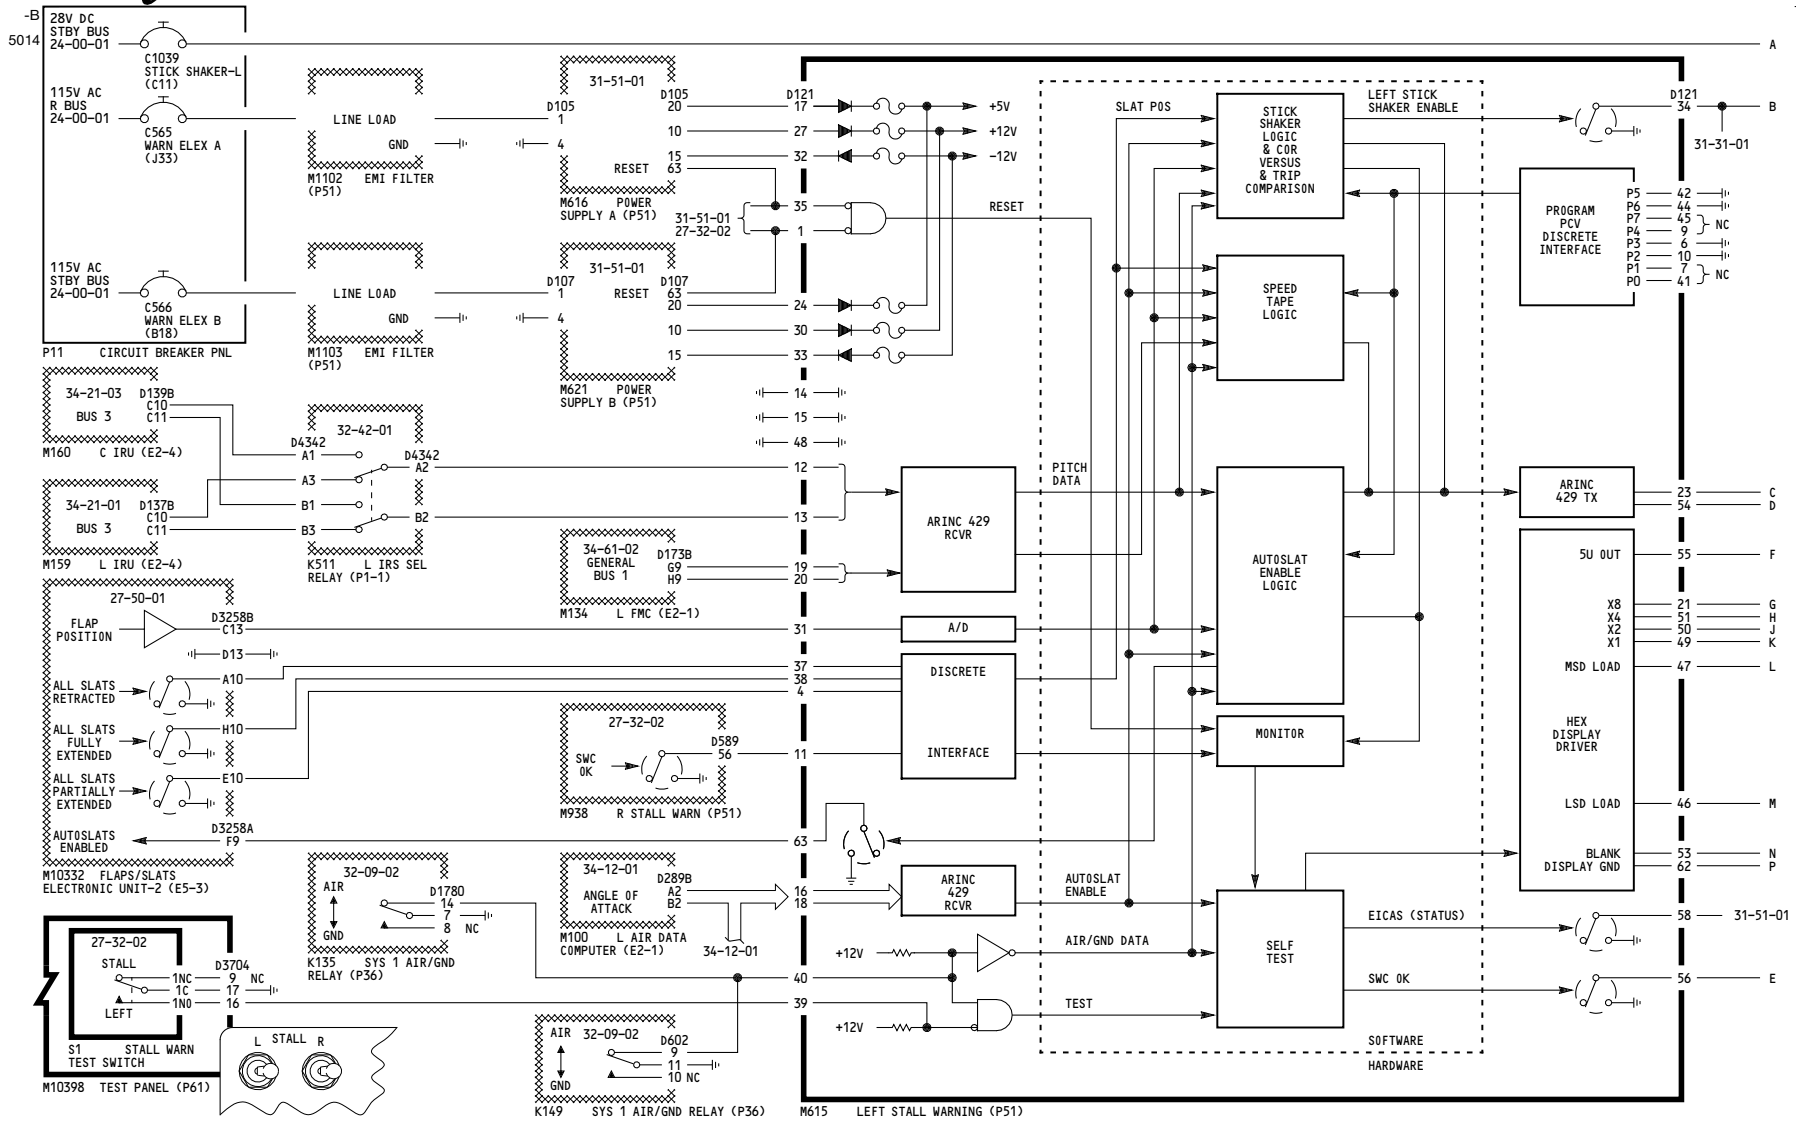 -B
5014
28V DC
STBY BUS
24-00-01
C1039
STICK SHAKER-L
(C11)
115V AC
R BUS
24-00-01
C565
WARN ELEX A
(J33)
115V AC
STBY BUS
24-00-01
C566
WARN ELEX B
(B18)
P11 CIRCUIT BREAKER PNL
LINE LOAD
GND
M1102 EMI FILTER
(P51)
LINE LOAD
GND
M1103 EMI FILTER
(P51)
31-51-01
D105
1
4
D105
20
10
15
RESET 63
M616 POWER
SUPPLY A (P51)
31-51-01
D107
1
4
D107
RESET 63
20
10
15
M621 POWER
SUPPLY B (P51)
31-51-01
27-32-02
D121
17
27
32
35
1
24
30
33
14
15
48
12
13
19
20
31
37
38
4
11
63
16
18
40
39
+5V
+12V
-12V
RESET
34-21-03
BUS 3
D139B
C10
C11
M160 C IRU (E2-4)
34-21-01
BUS 3
D137B
C10
C11
M159 L IRU (E2-4)
32-42-01
D4342
A1
A3
B1
B3
D4342
A2
B2
K511 L IRS SEL
RELAY (P1-1)
34-61-02
GENERAL
BUS 1
D173B
G9
H9
M134 L FMC (E2-1)
27-50-01
FLAP
POSITION
D3258B
C13
D13
ALL SLATS
RETRACTED
A10
ALL SLATS
FULLY
EXTENDED
H10
ALL SLATS
PARTIALLY
EXTENDED
E10
AUTOSLATS
ENABLED
D3258A
F9
M10332 FLAPS/SLATS
ELECTRONIC UNIT-2 (E5-3)
27-32-02
SWC
OK
D589
56
M938 R STALL WARN (P51)
32-09-02
AIR
GND
D1780
14
7
8 NC
K135 SYS 1 AIR/GND
RELAY (P36)
34-12-01
ANGLE OF
ATTACK
D289B
A2
B2
M100 L AIR DATA
COMPUTER (E2-1)
34-12-01
27-32-02
STALL
LEFT
1NC
1C
1NO
D3704
9 NC
17
16
S1 STALL WARN
TEST SWITCH
M10398 TEST PANEL (P61)
L STALL R
AIR
GND
32-09-02
D602
9
11
10 NC
K149 SYS 1 AIR/GND RELAY (P36)
M615 LEFT STALL WARNING (P51)
ARINC 429
RCVR
A/D
DISCRETE
INTERFACE
ARINC
429
RCVR
+12V
+12V
SLAT POS
PITCH
DATA
AUTOSLAT
ENABLE
AIR/GND DATA
TEST
STICK
SHAKER
LOGIC
& COR
VERSUS
& TRIP
COMPARISON
SPEED
TAPE
LOGIC
AUTOSLAT
ENABLE
LOGIC
MONITOR
SELF
TEST
LEFT STICK
SHAKER ENABLE
EICAS (STATUS)
SWC OK
SOFTWARE
HARDWARE
PROGRAM
PCV
DISCRETE
INTERFACE
P5 42
P6 44
P7 45
P4 9
NC
P3 6
P2 10
P1 7
P0 41
NC
D121
34
31-31-01
ARINC
429 TX
23
54
5U OUT 55
X8 21
X4 51
X2 50
X1 49
MSD LOAD 47
HEX
DISPLAY
DRIVER
LSD LOAD 46
BLANK 53
DISPLAY GND 62
58 31-51-01
56
A
B
C
D
F
G
H
J
K
L
M
N
P
E